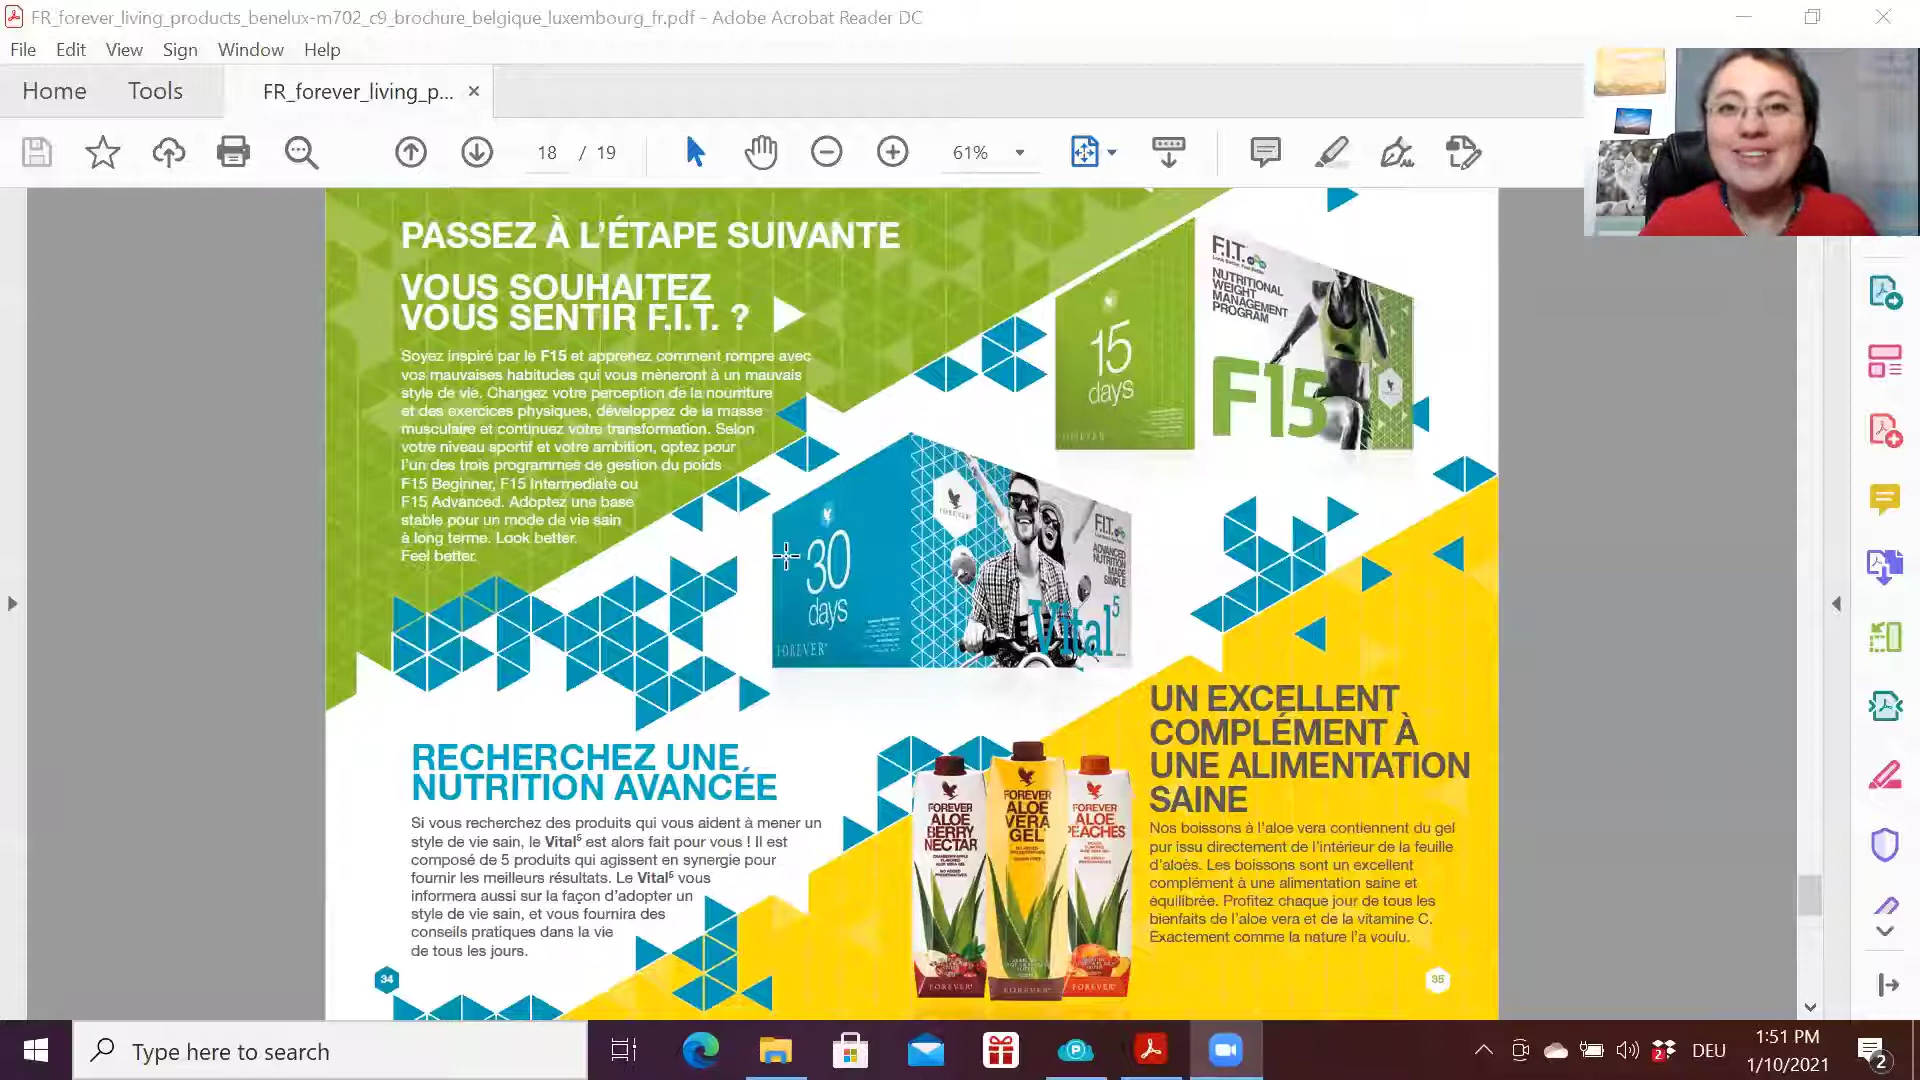 FR_forever_living_products_benelux-m702_c9_brochure_belgique_luxembourg_fr.pdf - Adobe Acrobat Reader DC
File Edit View Sign Window Help
Home Tools FR_forever_living_p... ×
18 / 19
61%
PASSEZ À L'ÉTAPE SUIVANTE
VOUS SOUHAITEZ
VOUS SENTIR F.I.T. ?
Soyez inspiré par le F15 et apprenez comment rompre avec
vos mauvaises habitudes qui vous mèneront à un mauvais
style de vie. Changez votre perception de la nourriture
et des exercices physiques, développez de la masse
musculaire et continuez votre transformation. Selon
votre niveau sportif et votre ambition, optez pour
l'un des trois programmes de gestion du poids
F15 Beginner, F15 Intermediate ou
F15 Advanced. Adoptez une base
stable pour un mode de vie sain
à long terme. Look better.
Feel better.
15
days
FOREVER
F.I.T.
NUTRITIONAL
WEIGHT
MANAGEMENT
PROGRAM
F15
30
days
FOREVER
FOREVER
F.I.T.
ADVANCED
NUTRITION
MADE
SIMPLE
Vital5
RECHERCHEZ UNE
NUTRITION AVANCÉE
Si vous recherchez des produits qui vous aident à mener un
style de vie sain, le Vital⁵ est alors fait pour vous ! Il est
composé de 5 produits qui agissent en synergie pour
fournir les meilleurs résultats. Le Vital⁵ vous
informera aussi sur la façon d'adopter un
style de vie sain, et vous fournira des
conseils pratiques dans la vie
de tous les jours.
34
FOREVER
ALOE
BERRY
NECTAR
FOREVER
FOREVER
ALOE
VERA
GEL
FOREVER
FOREVER
ALOE
PEACHES
FOREVER
UN EXCELLENT
COMPLÉMENT À
UNE ALIMENTATION
SAINE
Nos boissons à l'aloe vera contiennent du gel
pur issu directement de l'intérieur de la feuille
d'aloès. Les boissons sont un excellent
complément à une alimentation saine et
équilibrée. Profitez chaque jour de tous les
bienfaits de l'aloe vera et de la vitamine C.
Exactement comme la nature l'a voulu.
35
Type here to search
DEU
1:51 PM
1/10/2021
2
2